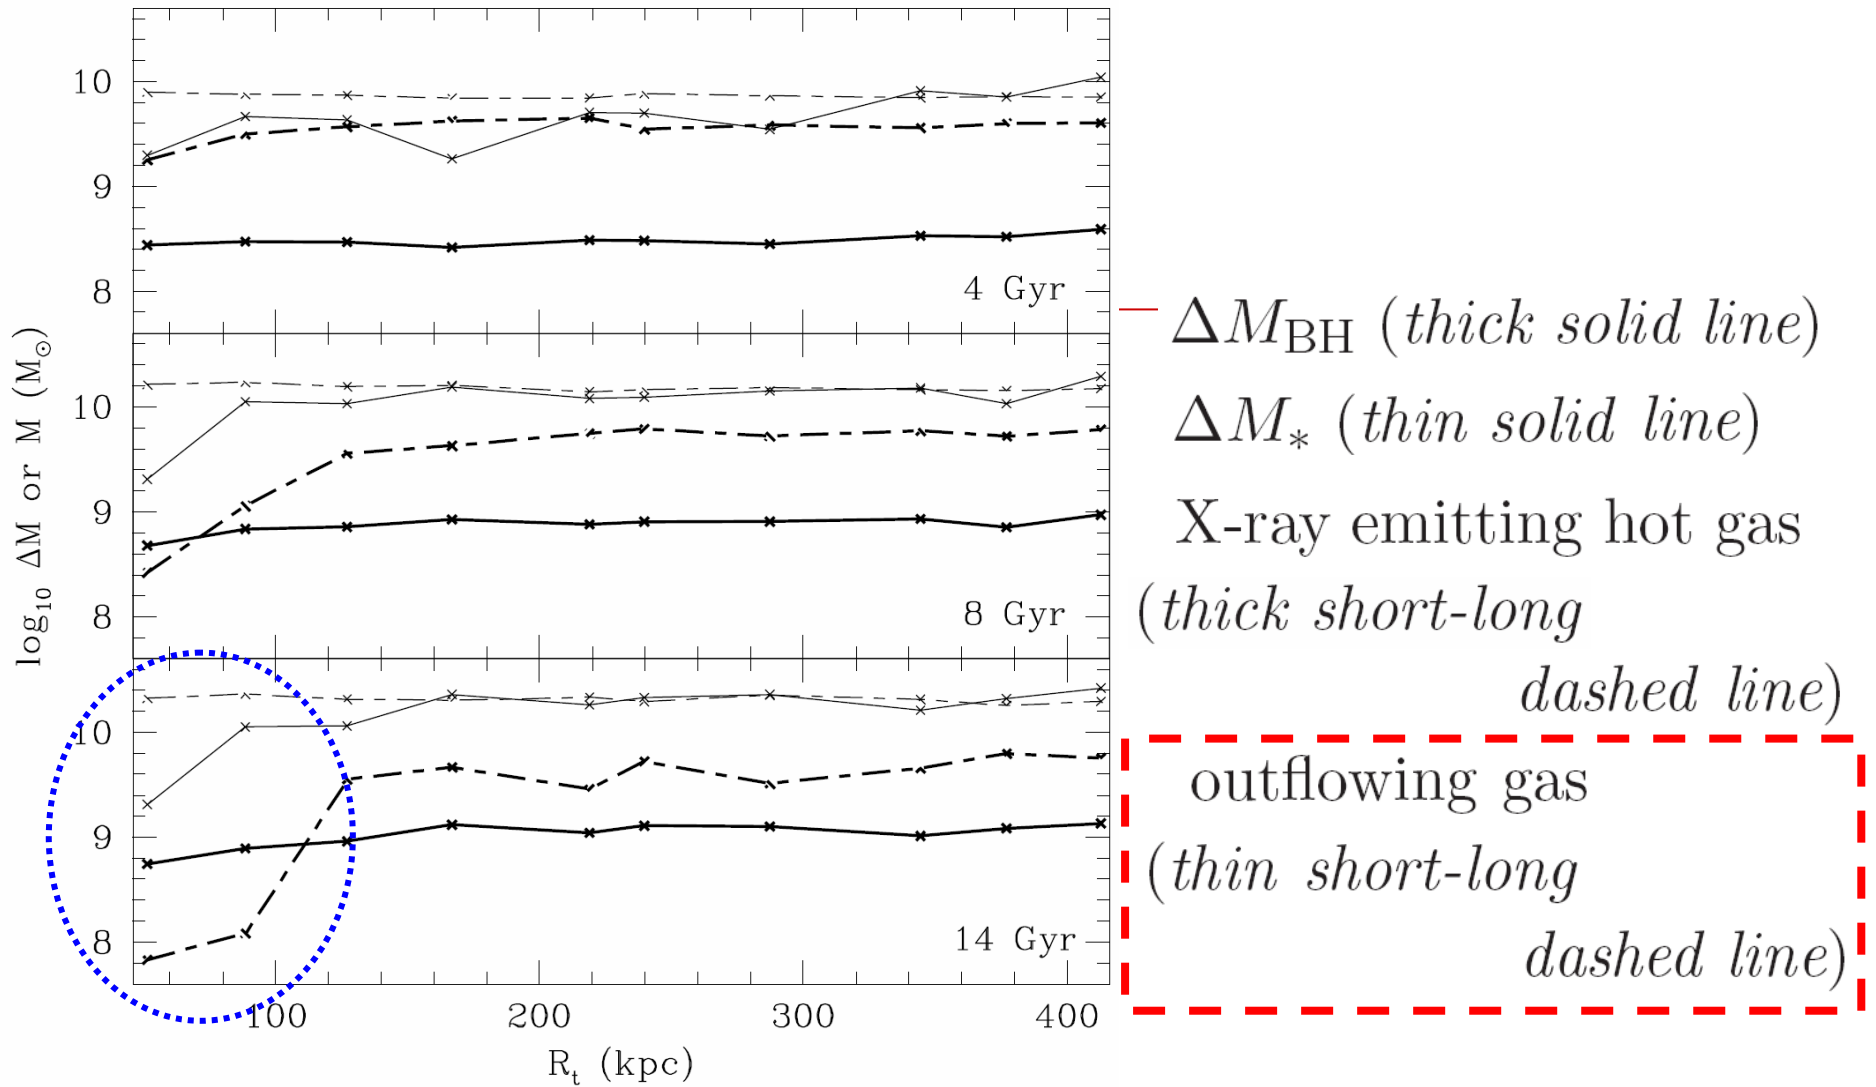 10
9
8
4 Gyr
10
9
8
8 Gyr
10
9
8
14 Gyr
100 200 300 400
R_t (kpc)
log₁₀ ΔM or M (M_⊙)
ΔM_BH (thick solid line)
ΔM_* (thin solid line)
X-ray emitting hot gas
(thick short-long
dashed line)
outflowing gas
(thin short-long
dashed line)